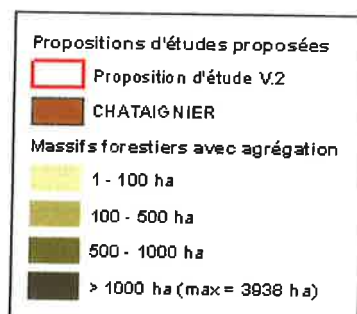 Propositions d'études proposées
Proposition d'étude V.2
CHATAIGNIER
Massifs forestiers avec agrégation
1 - 100 ha
100 - 500 ha
500 - 1000 ha
> 1000 ha (max = 3938 ha)